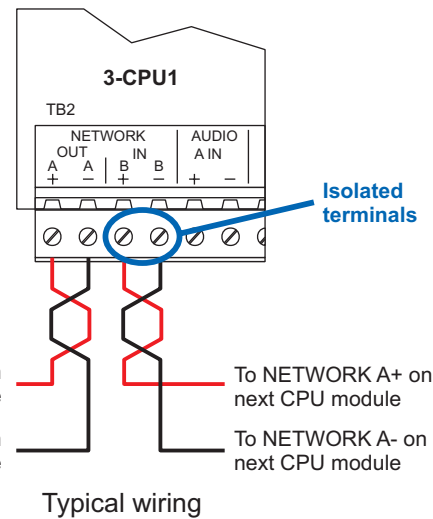 3-CPU1
TB2
NETWORK AUDIO
OUT IN A IN
A A B B
+ − + − + −
Isolated
terminals
To NETWORK A+ on
next CPU module
To NETWORK A- on
next CPU module
Typical wiring